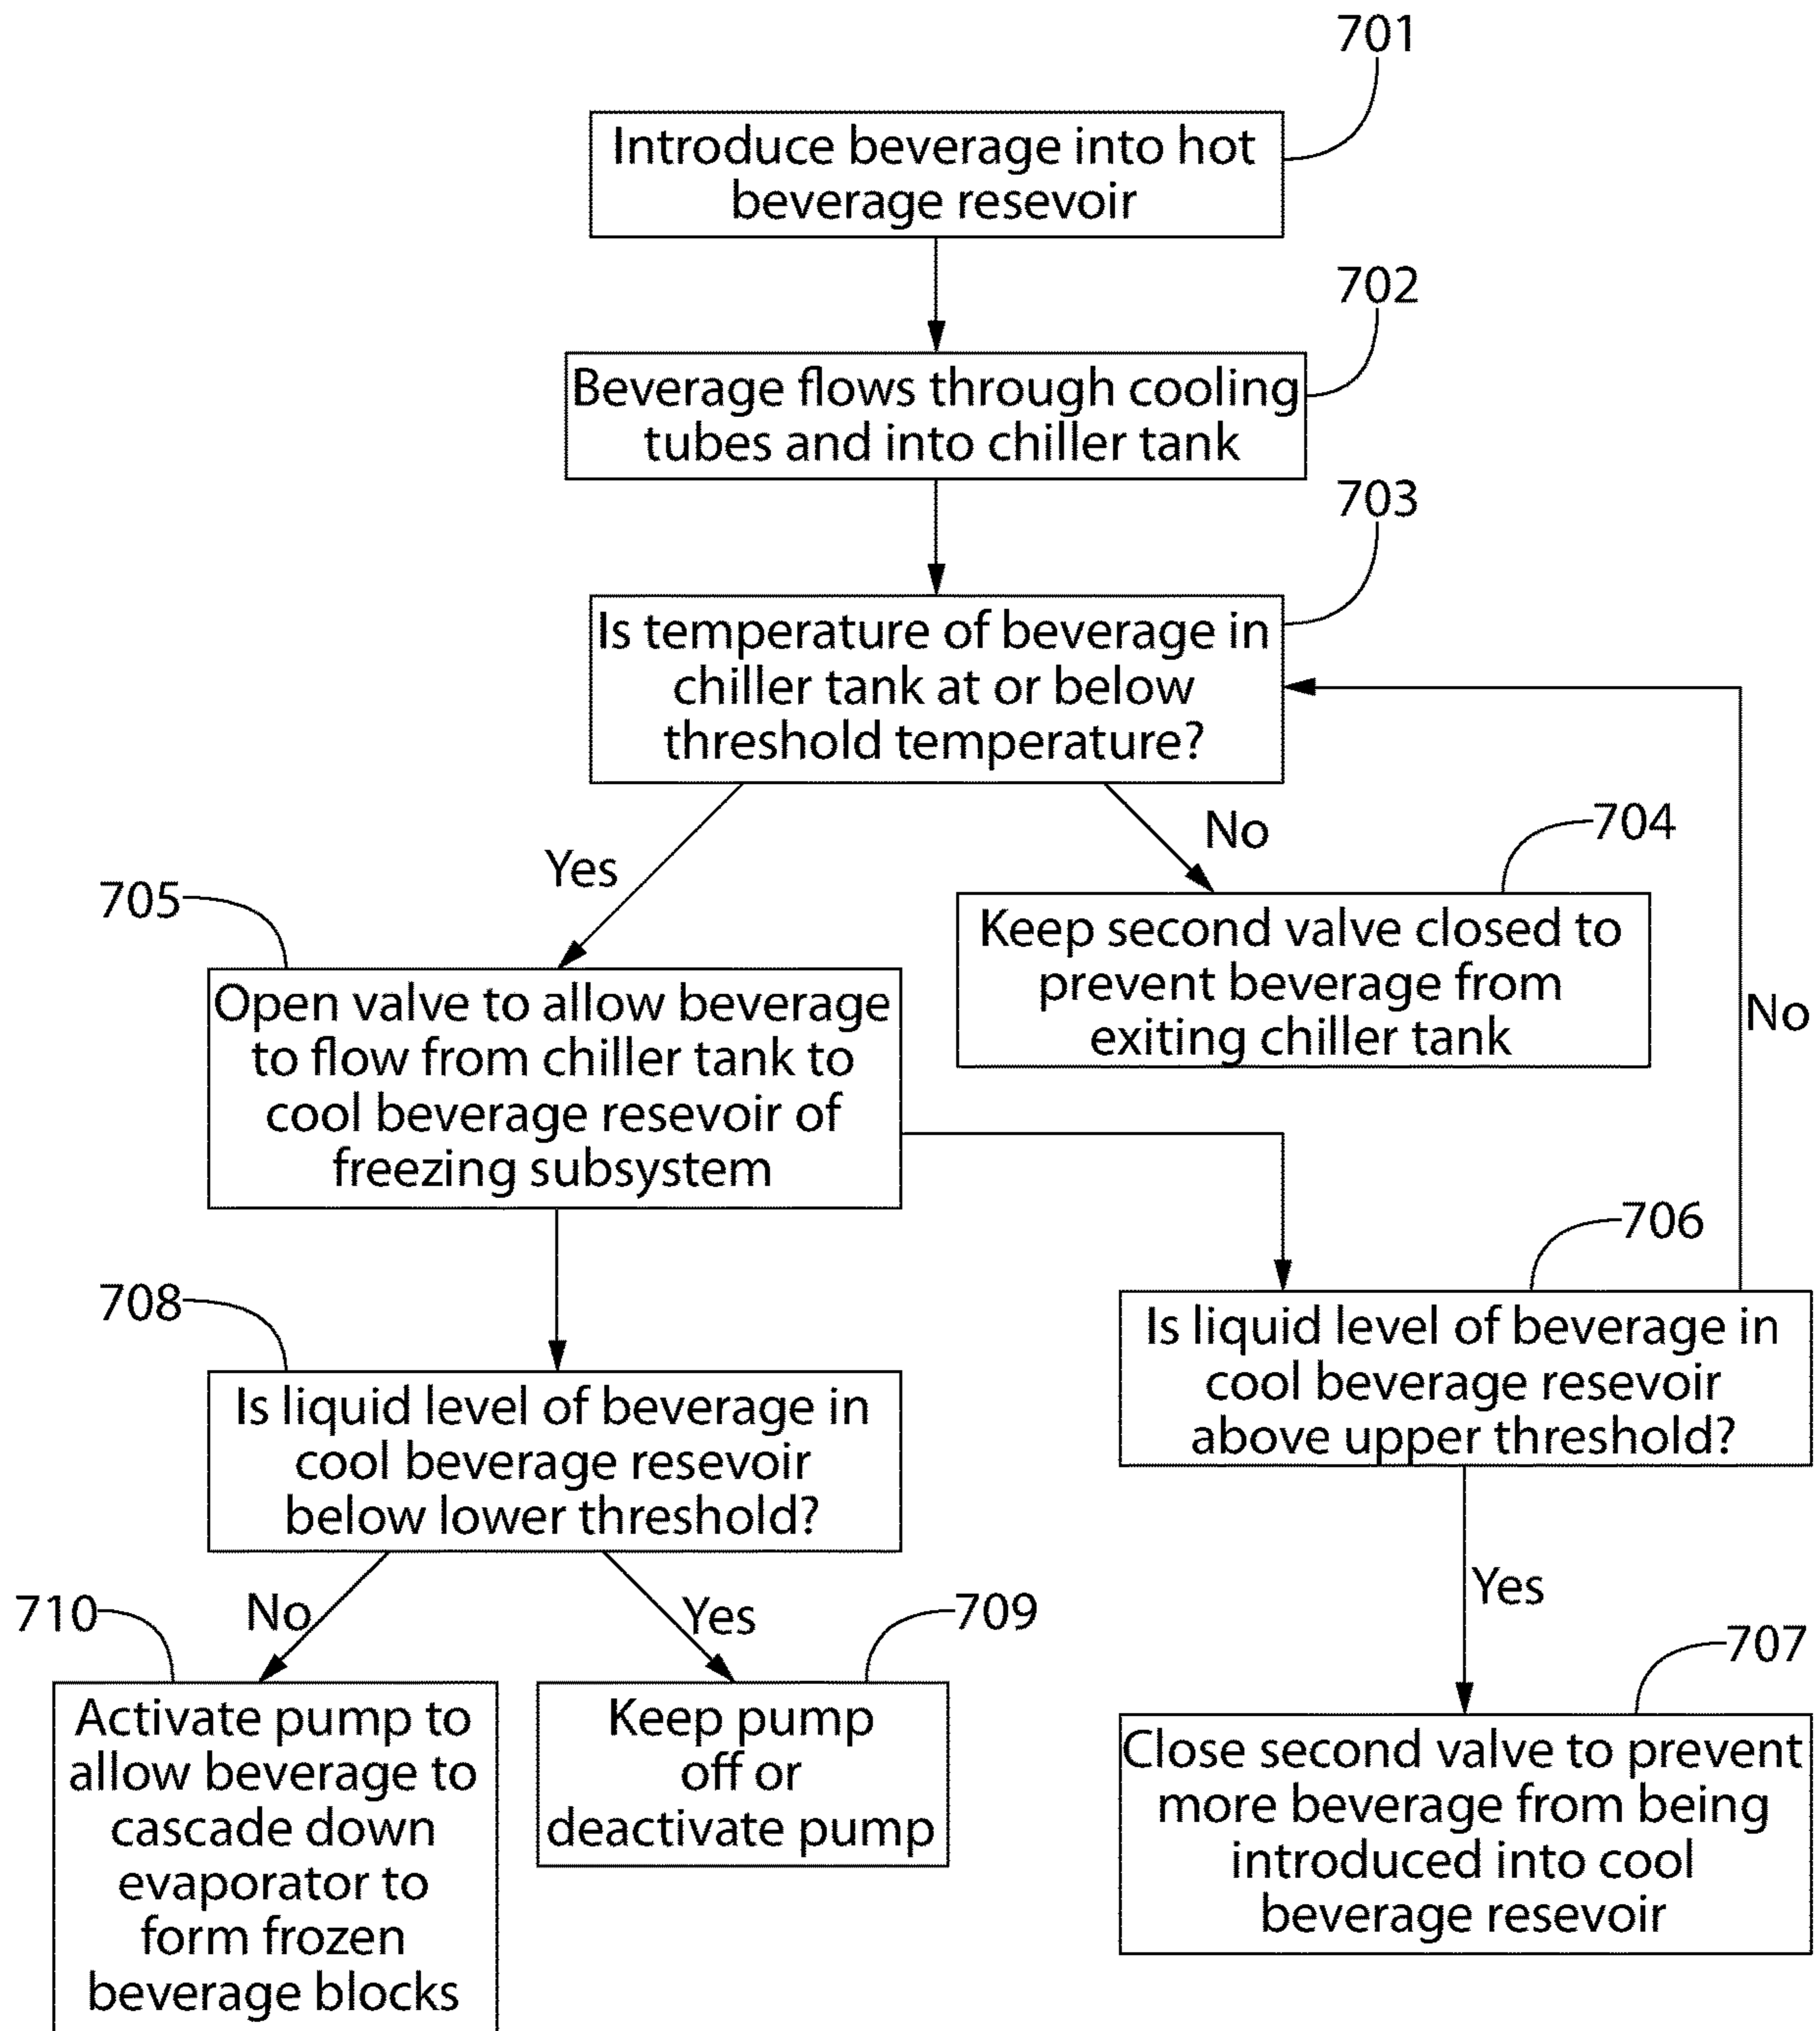 701
Introduce beverage into hot
beverage resevoir
702
Beverage flows through cooling
tubes and into chiller tank
703
Is temperature of beverage in
chiller tank at or below
threshold temperature?
Yes
No
704
Keep second valve closed to
prevent beverage from
exiting chiller tank
No
705
Open valve to allow beverage
to flow from chiller tank to
cool beverage resevoir of
freezing subsystem
706
Is liquid level of beverage in
cool beverage resevoir
above upper threshold?
708
Is liquid level of beverage in
cool beverage resevoir
below lower threshold?
Yes
707
Close second valve to prevent
more beverage from being
introduced into cool
beverage resevoir
No
710
Activate pump to
allow beverage to
cascade down
evaporator to
form frozen
beverage blocks
Yes
709
Keep pump
off or
deactivate pump